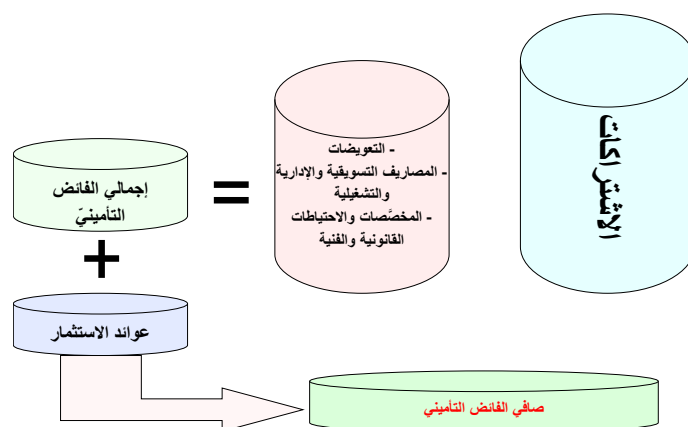 الاشتراكات
- التعويضات
- المصاريف التسويقية والإدارية
والتشغيلية
- المخصَّصات والاحتياطات
القانونية والفنية
=
إجمالي الفائض
التأمينيّ
+
عوائد الاستثمار
صافي الفائض التأميني